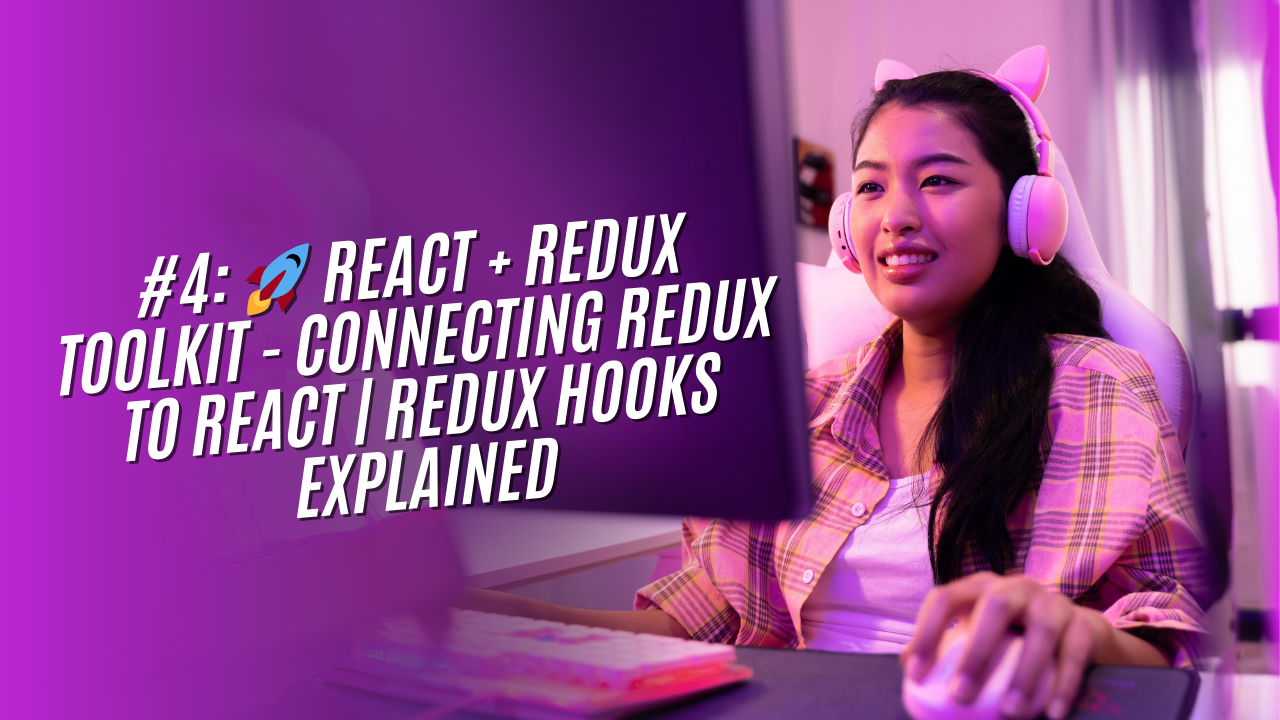 #4: 🚀 REACT + REDUX
TOOLKIT - CONNECTING REDUX
TO REACT | REDUX HOOKS
EXPLAINED